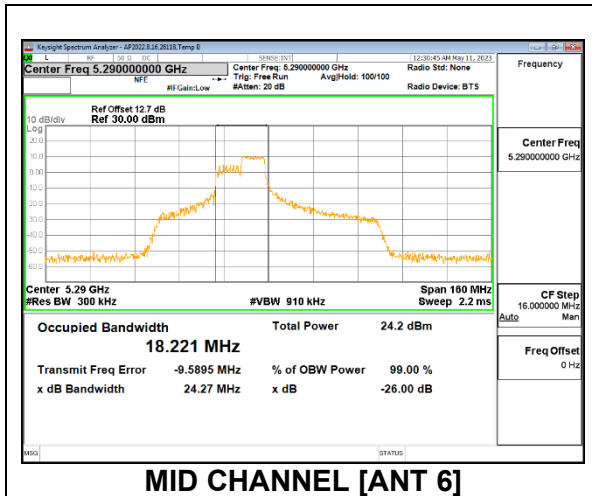 Keysight Spectrum Analyzer - AP2022.8.16,26118,Temp B
L RF 50 Ω DC SENSE:INT 12:30:45 AM May 11, 2023
Center Freq 5.290000000 GHz Center Freq: 5.290000000 GHz Radio Std: None Frequency
NFE Trig: Free Run Avg|Hold: 100/100
#IFGain:Low #Atten: 20 dB Radio Device: BTS
Ref Offset 12.7 dB
10 dB/div Ref 30.00 dBm
Log
20.0
10.0
0.00
-10.0
-20.0
-30.0
-40.0
-50.0
-60.0
Center Freq
5.290000000 GHz
Center 5.29 GHz Span 160 MHz
#Res BW 300 kHz #VBW 910 kHz Sweep 2.2 ms
CF Step
16.000000 MHz
Auto Man
Occupied Bandwidth Total Power 24.2 dBm
18.221 MHz
Freq Offset
0 Hz
Transmit Freq Error -9.5895 MHz % of OBW Power 99.00 %
x dB Bandwidth 24.27 MHz x dB -26.00 dB
MSG STATUS
MID CHANNEL [ANT 6]